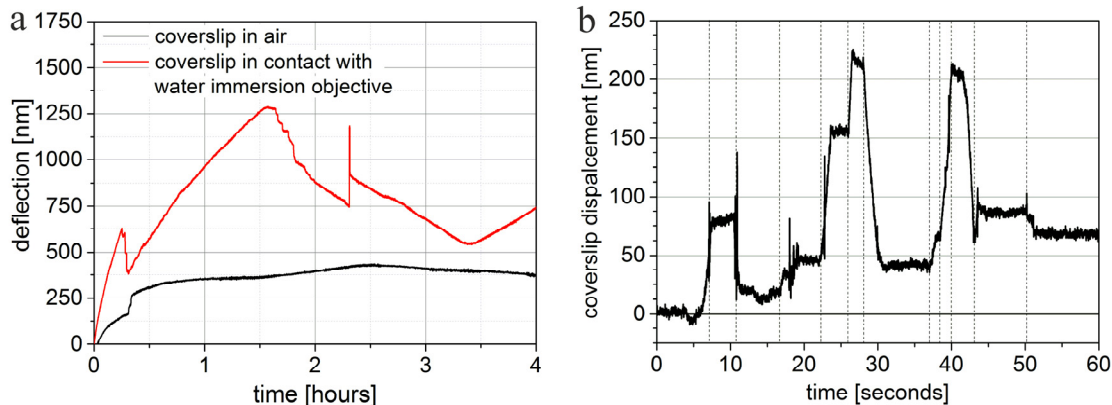 a
1750
1500
1250
1000
750
500
250
0
deflection [nm]
coverslip in air
coverslip in contact with
water immersion objective
0
1
2
3
4
time [hours]
b
250
200
150
100
50
0
coverslip dispalcement [nm]
0
10
20
30
40
50
60
time [seconds]